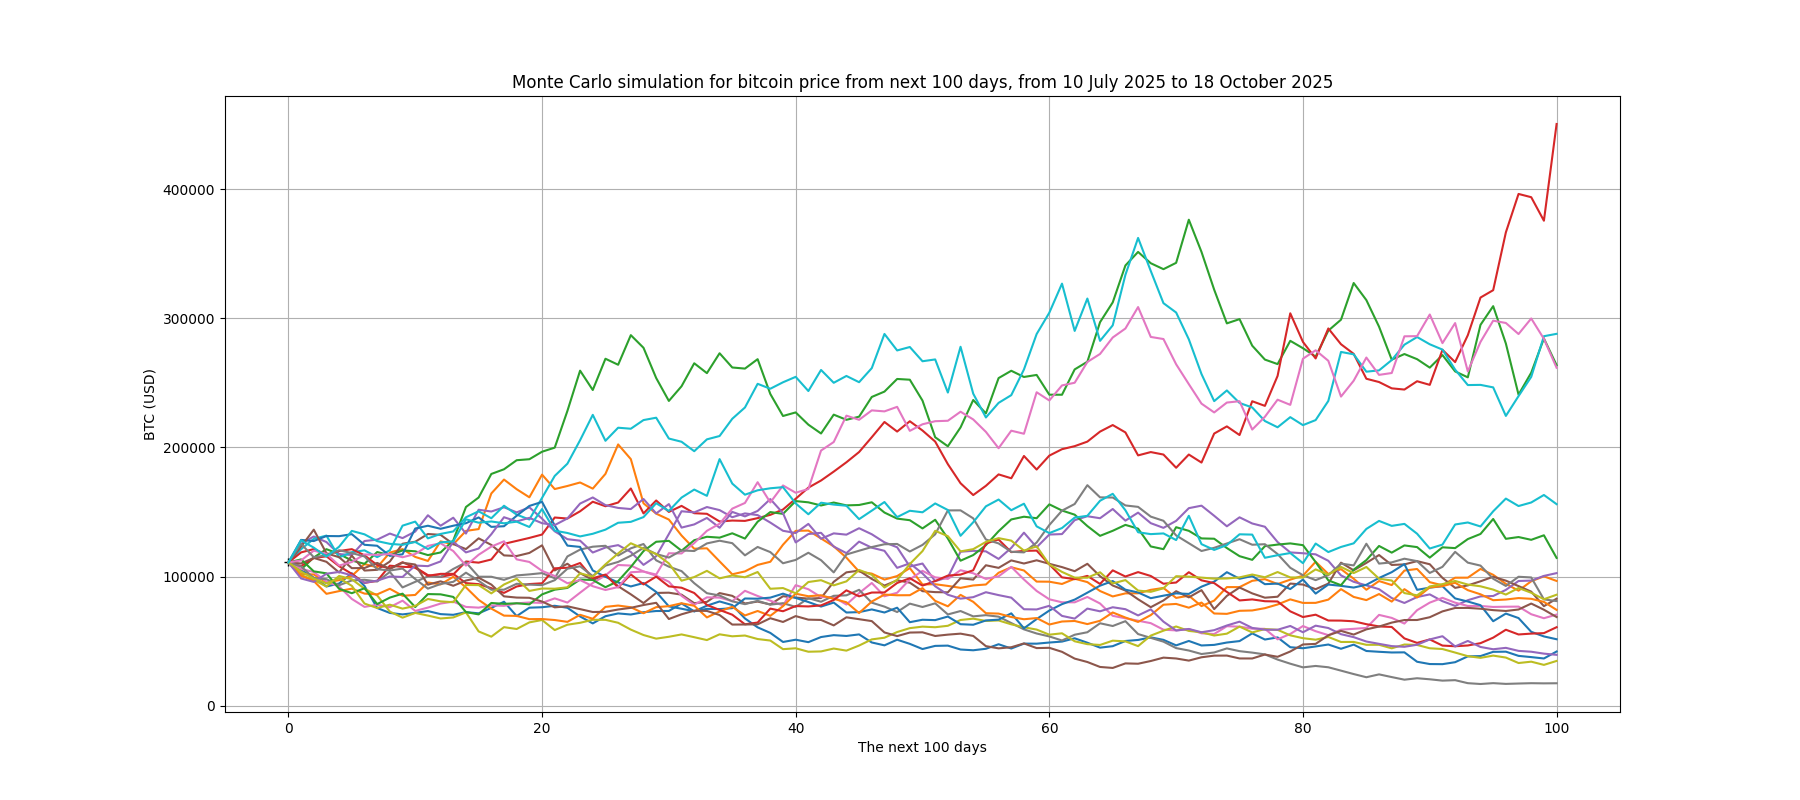 Monte Carlo simulation for bitcoin price from next 100 days, from 10 July 2025 to 18 October 2025
BTC (USD)
400000
300000
200000
100000
0
0 20 40 60 80 100
The next 100 days